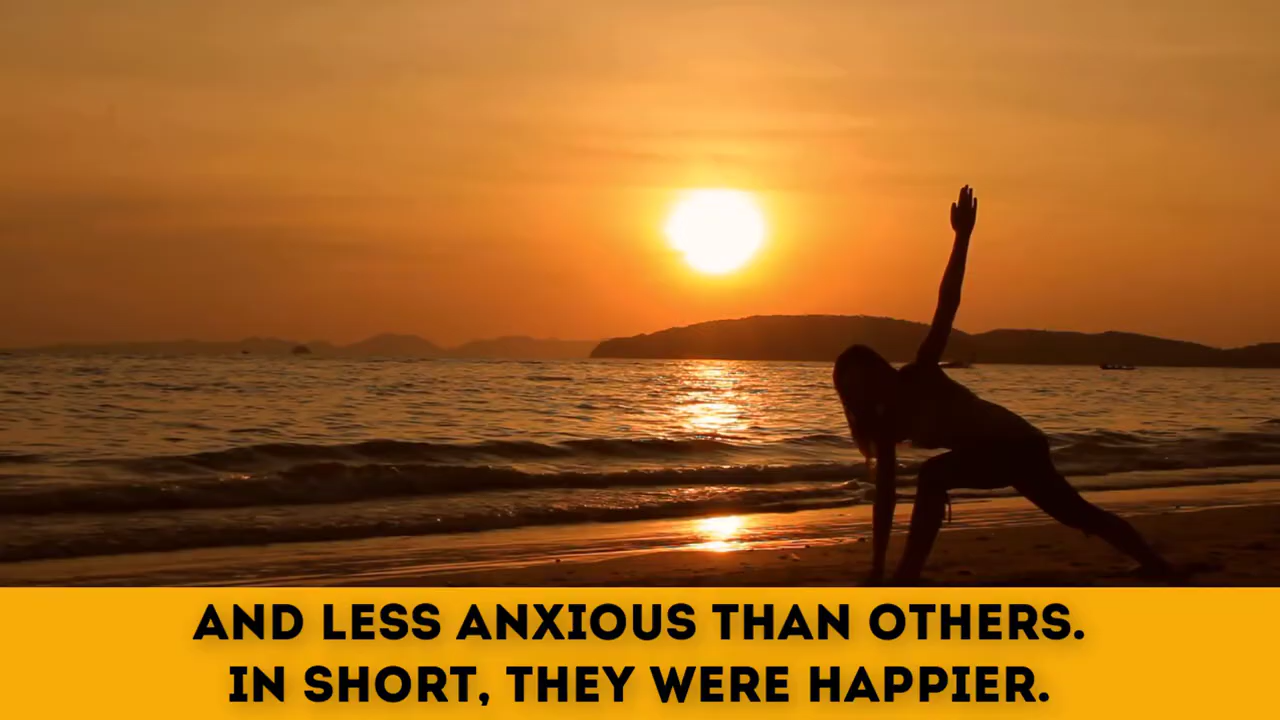 AND LESS ANXIOUS THAN OTHERS.
IN SHORT, THEY WERE HAPPIER.